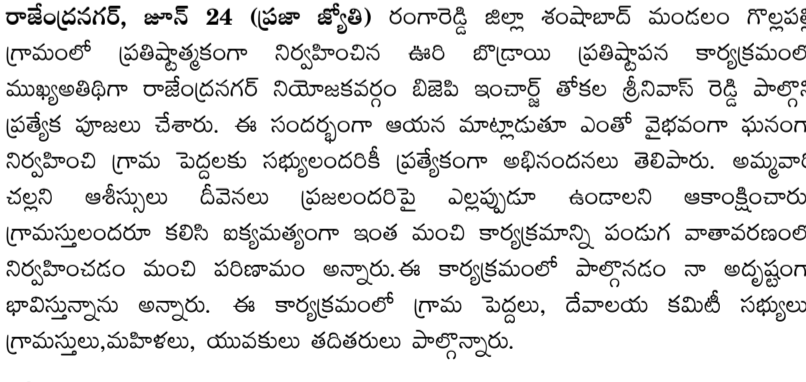 రాజేంద్రనగర్, జూన్ 24 (ప్రజా జ్యోతి) రంగారెడ్డి జిల్లా శంషాబాద్ మండలం గొల్లపల్లి
గ్రామంలో ప్రతిష్టాత్మకంగా నిర్వహించిన ఊరి బొడ్రాయి ప్రతిష్టాపన కార్యక్రమంలో
ముఖ్యఅతిథిగా రాజేంద్రనగర్ నియోజకవర్గం బిజెపి ఇంచార్జ్ తోకల శ్రీనివాస్ రెడ్డి పాల్గొని
ప్రత్యేక పూజలు చేశారు. ఈ సందర్భంగా ఆయన మాట్లాడుతూ ఎంతో వైభవంగా ఘనంగా
నిర్వహించి గ్రామ పెద్దలకు సభ్యులందరికీ ప్రత్యేకంగా అభినందనలు తెలిపారు. అమ్మవారి
చల్లని ఆశీస్సులు దీవెనలు ప్రజలందరిపై ఎల్లప్పుడూ ఉండాలని ఆకాంక్షించారు
గ్రామస్తులందరూ కలిసి ఐక్యమత్యంగా ఇంత మంచి కార్యక్రమాన్ని పండుగ వాతావరణంలో
నిర్వహించడం మంచి పరిణామం అన్నారు.ఈ కార్యక్రమంలో పాల్గొనడం నా అదృష్టంగా
భావిస్తున్నాను అన్నారు. ఈ కార్యక్రమంలో గ్రామ పెద్దలు, దేవాలయ కమిటీ సభ్యులు
గ్రామస్తులు,మహిళలు, యువకులు తదితరులు పాల్గొన్నారు.